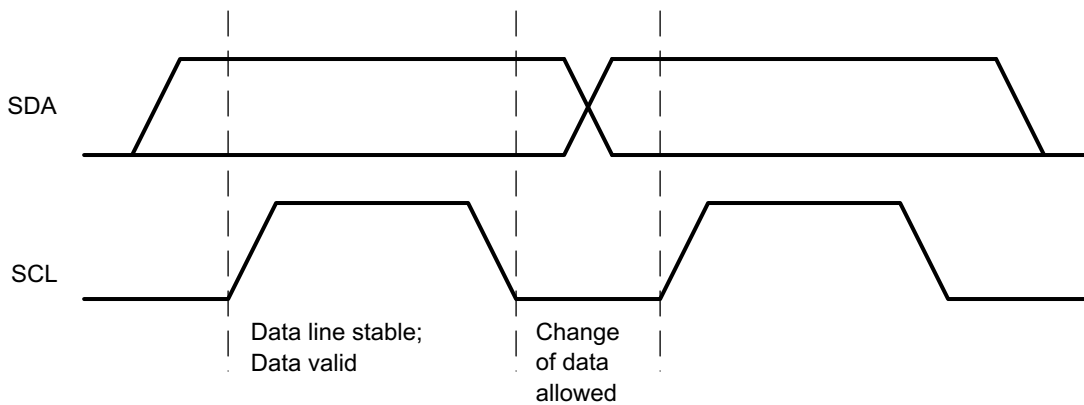 SDA
SCL
Data line stable;
Data valid
Change
of data
allowed